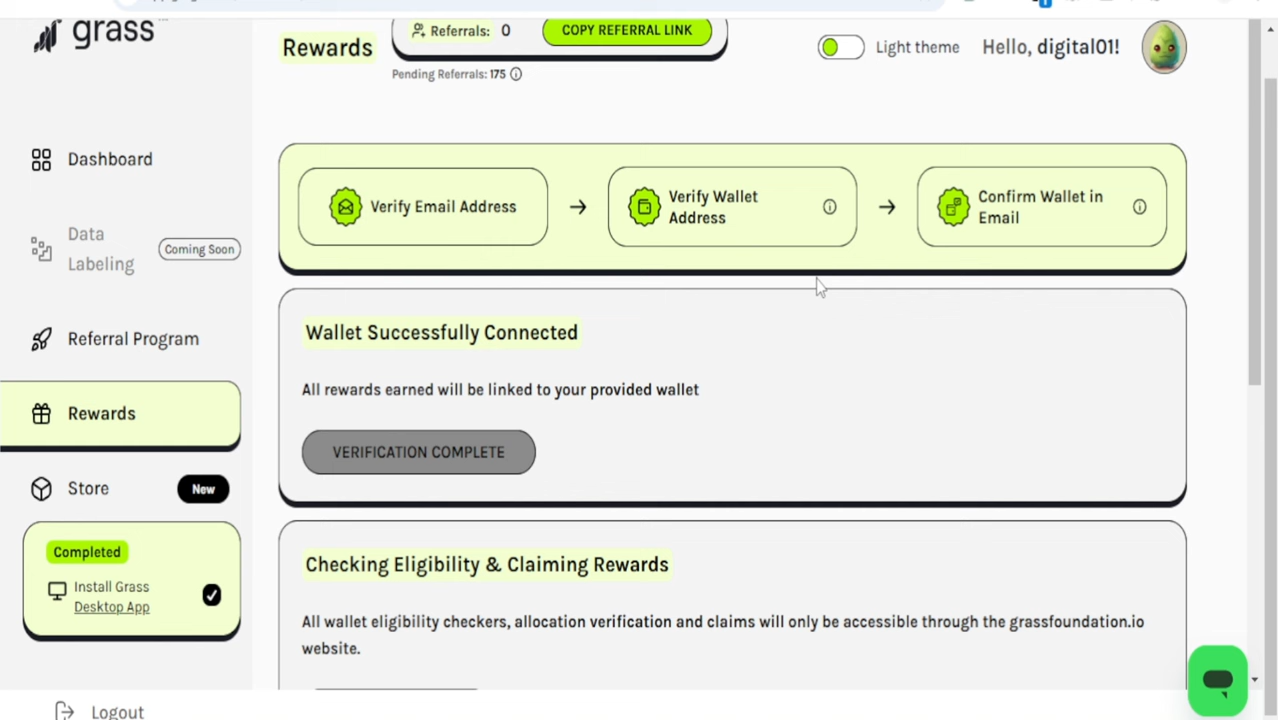 grass
Rewards
Referrals: 0
COPY REFERRAL LINK
Pending Referrals: 175
Light theme
Hello, digital01!
Dashboard
Data
Labeling
Coming Soon
Referral Program
Rewards
Store
New
Completed
Install Grass
Desktop App
Logout
Verify Email Address
Verify Wallet
Address
Confirm Wallet in
Email
Wallet Successfully Connected
All rewards earned will be linked to your provided wallet
VERIFICATION COMPLETE
Checking Eligibility & Claiming Rewards
All wallet eligibility checkers, allocation verification and claims will only be accessible through the grassfoundation.io
website.